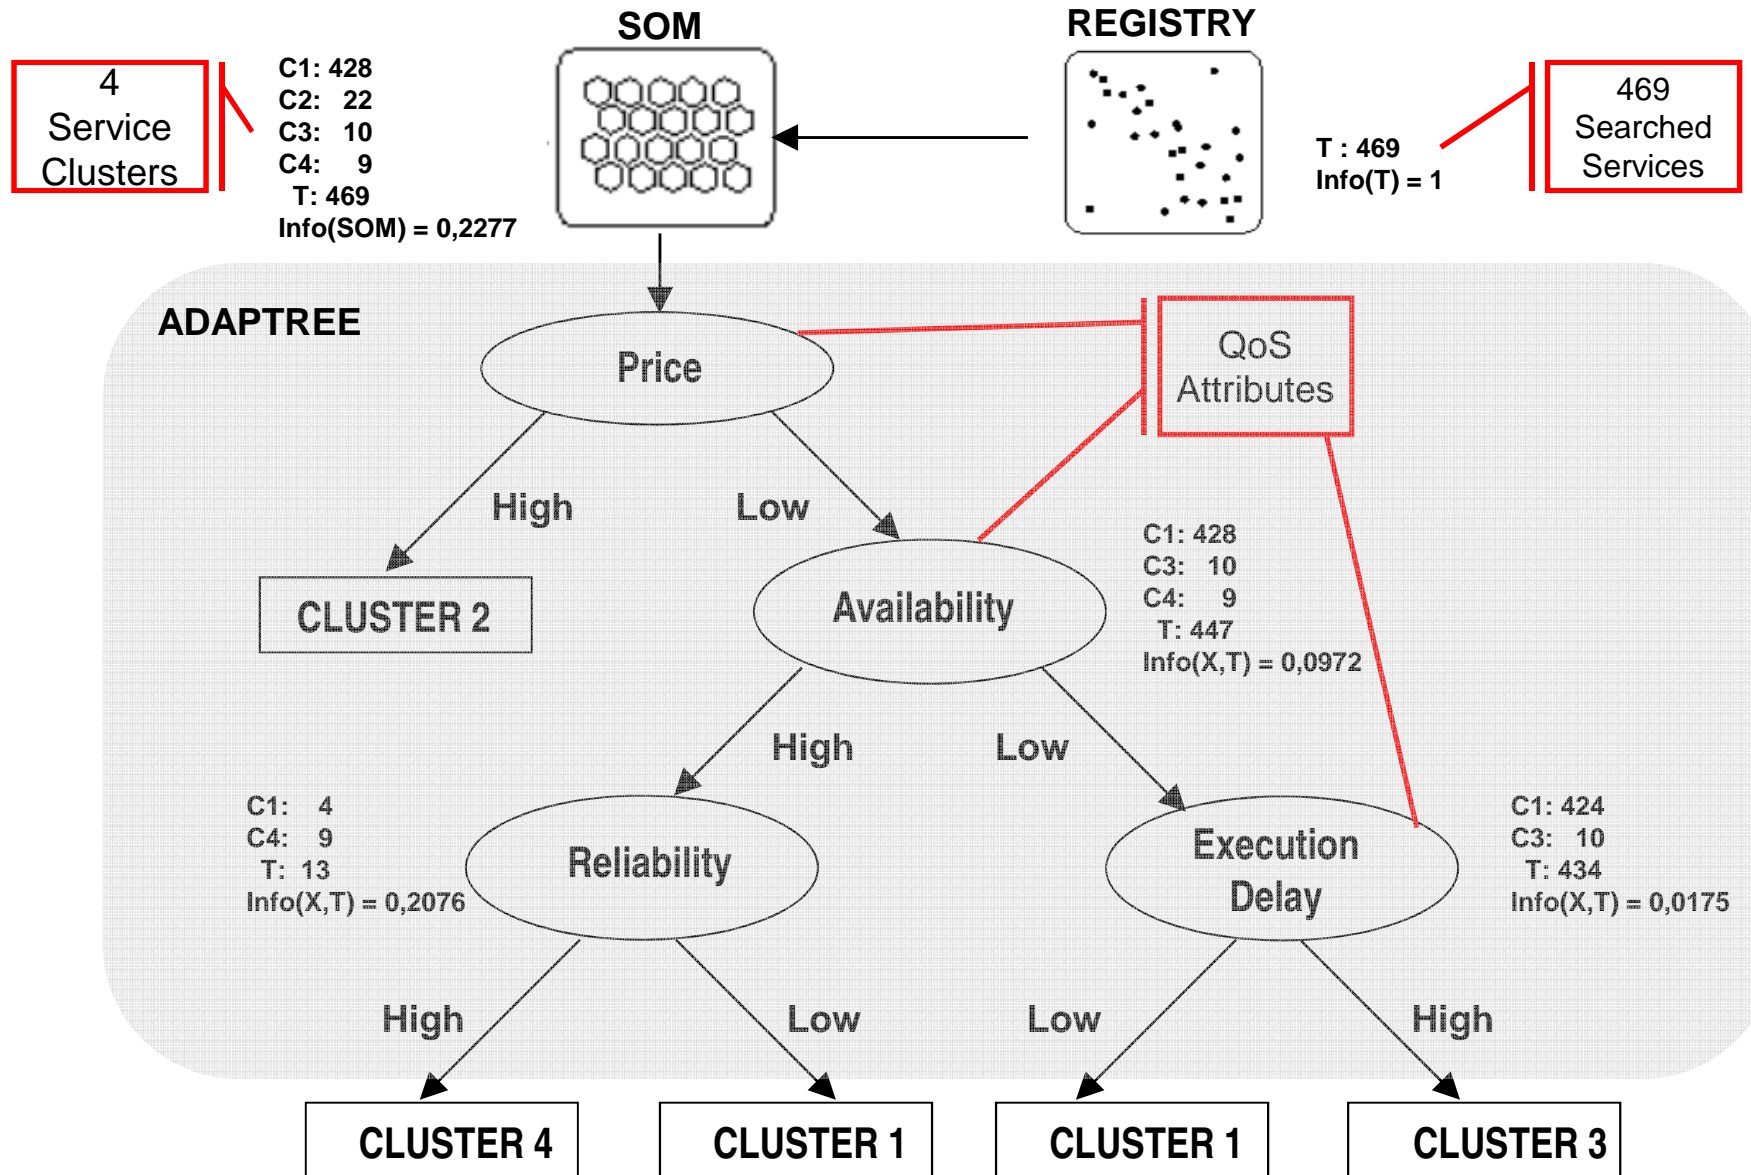 SOM
REGISTRY
4
Service
Clusters
C1: 428
C2: 22
C3: 10
C4: 9
T: 469
Info(SOM) = 0,2277
T : 469
Info(T) = 1
469
Searched
Services
ADAPTREE
Price
QoS
Attributes
High
Low
CLUSTER 2
Availability
C1: 428
C3: 10
C4: 9
T: 447
Info(X,T) = 0,0972
High
Low
C1: 4
C4: 9
T: 13
Info(X,T) = 0,2076
Reliability
Execution
Delay
C1: 424
C3: 10
T: 434
Info(X,T) = 0,0175
High
Low
Low
High
CLUSTER 4
CLUSTER 1
CLUSTER 1
CLUSTER 3